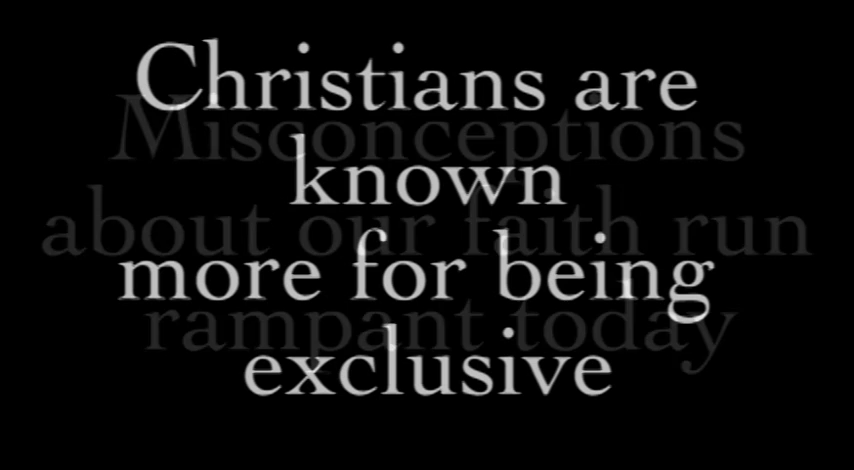 Christians are
known
more for being
exclusive
Misconceptions
about our faith run
rampant today